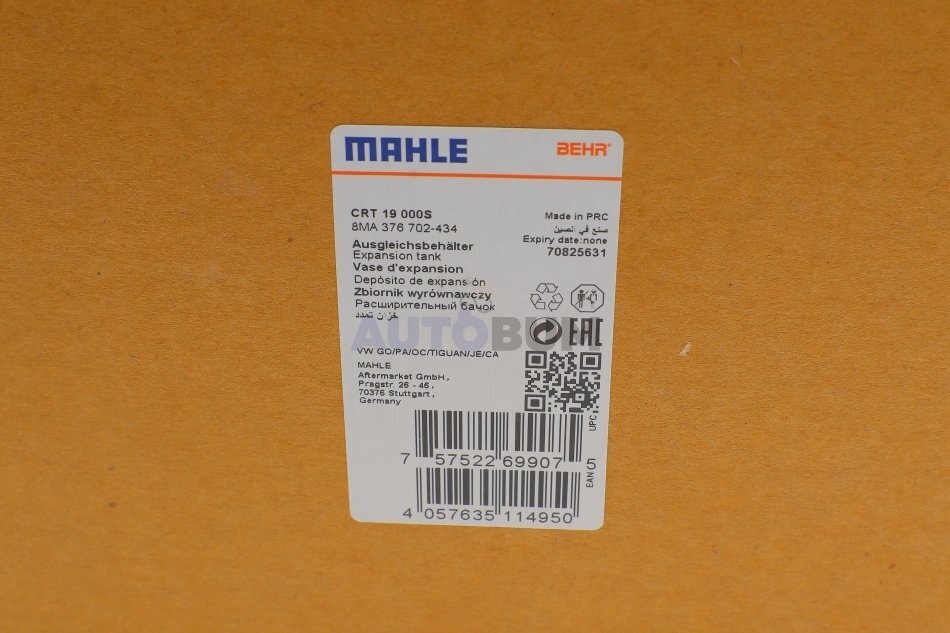 MAHLE
BEHR
CRT 19 000S
8MA 376 702-434
Ausgleichsbehälter
Expansion tank
Vase d'expansion
Depósito de expansión
Zbiornik wyrównawczy
Расширительный бачок
خزان تمدد
Made in PRC
صنع في الصين
Expiry date:none
70825631
EAC
AUTOBUM
VW GO/PA/OC/TIGUAN/JE/CA
MAHLE
Aftermarket GmbH,
Pragstr. 26 - 46,
70376 Stuttgart,
Germany
UPC
7 57522 69907 5
EAN
4 057635 114950